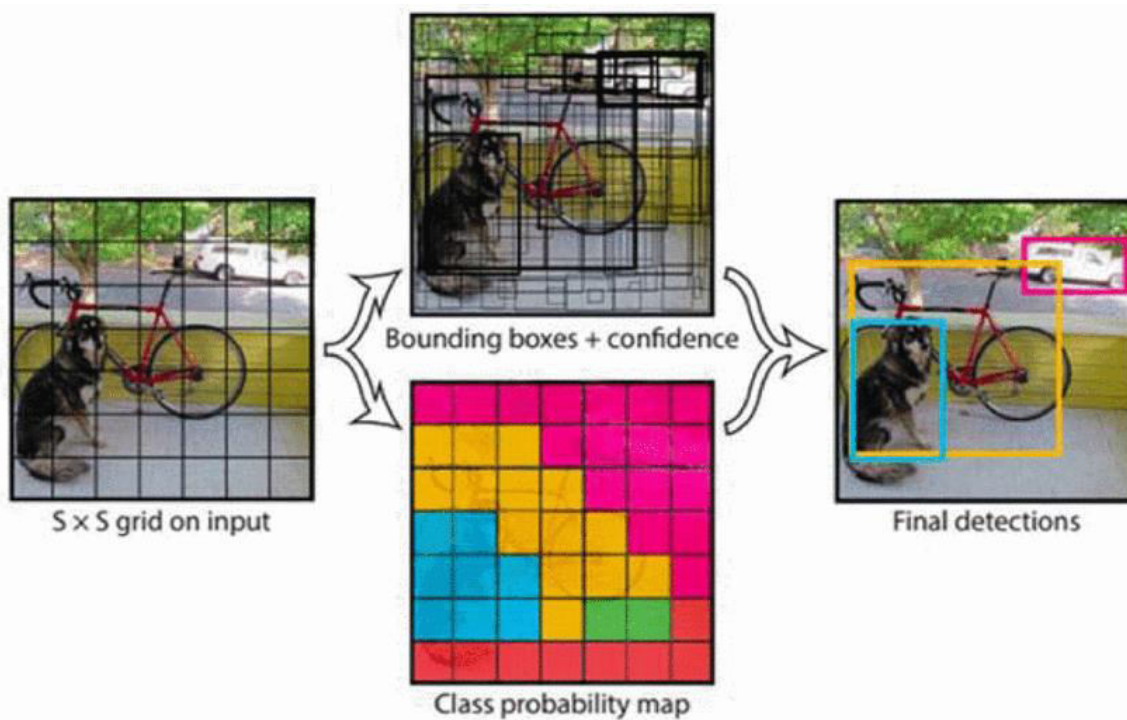 Bounding boxes + confidence
S × S grid on input
Final detections
Class probability map